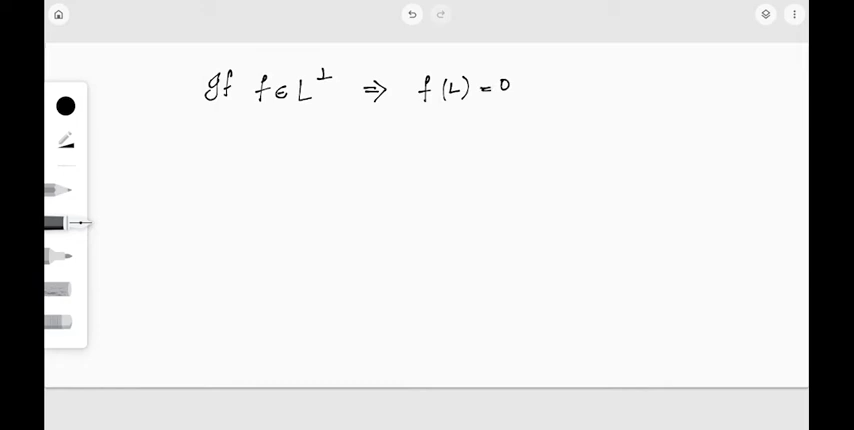 If f ∈ L^⊥ ⇒ f(L) = 0